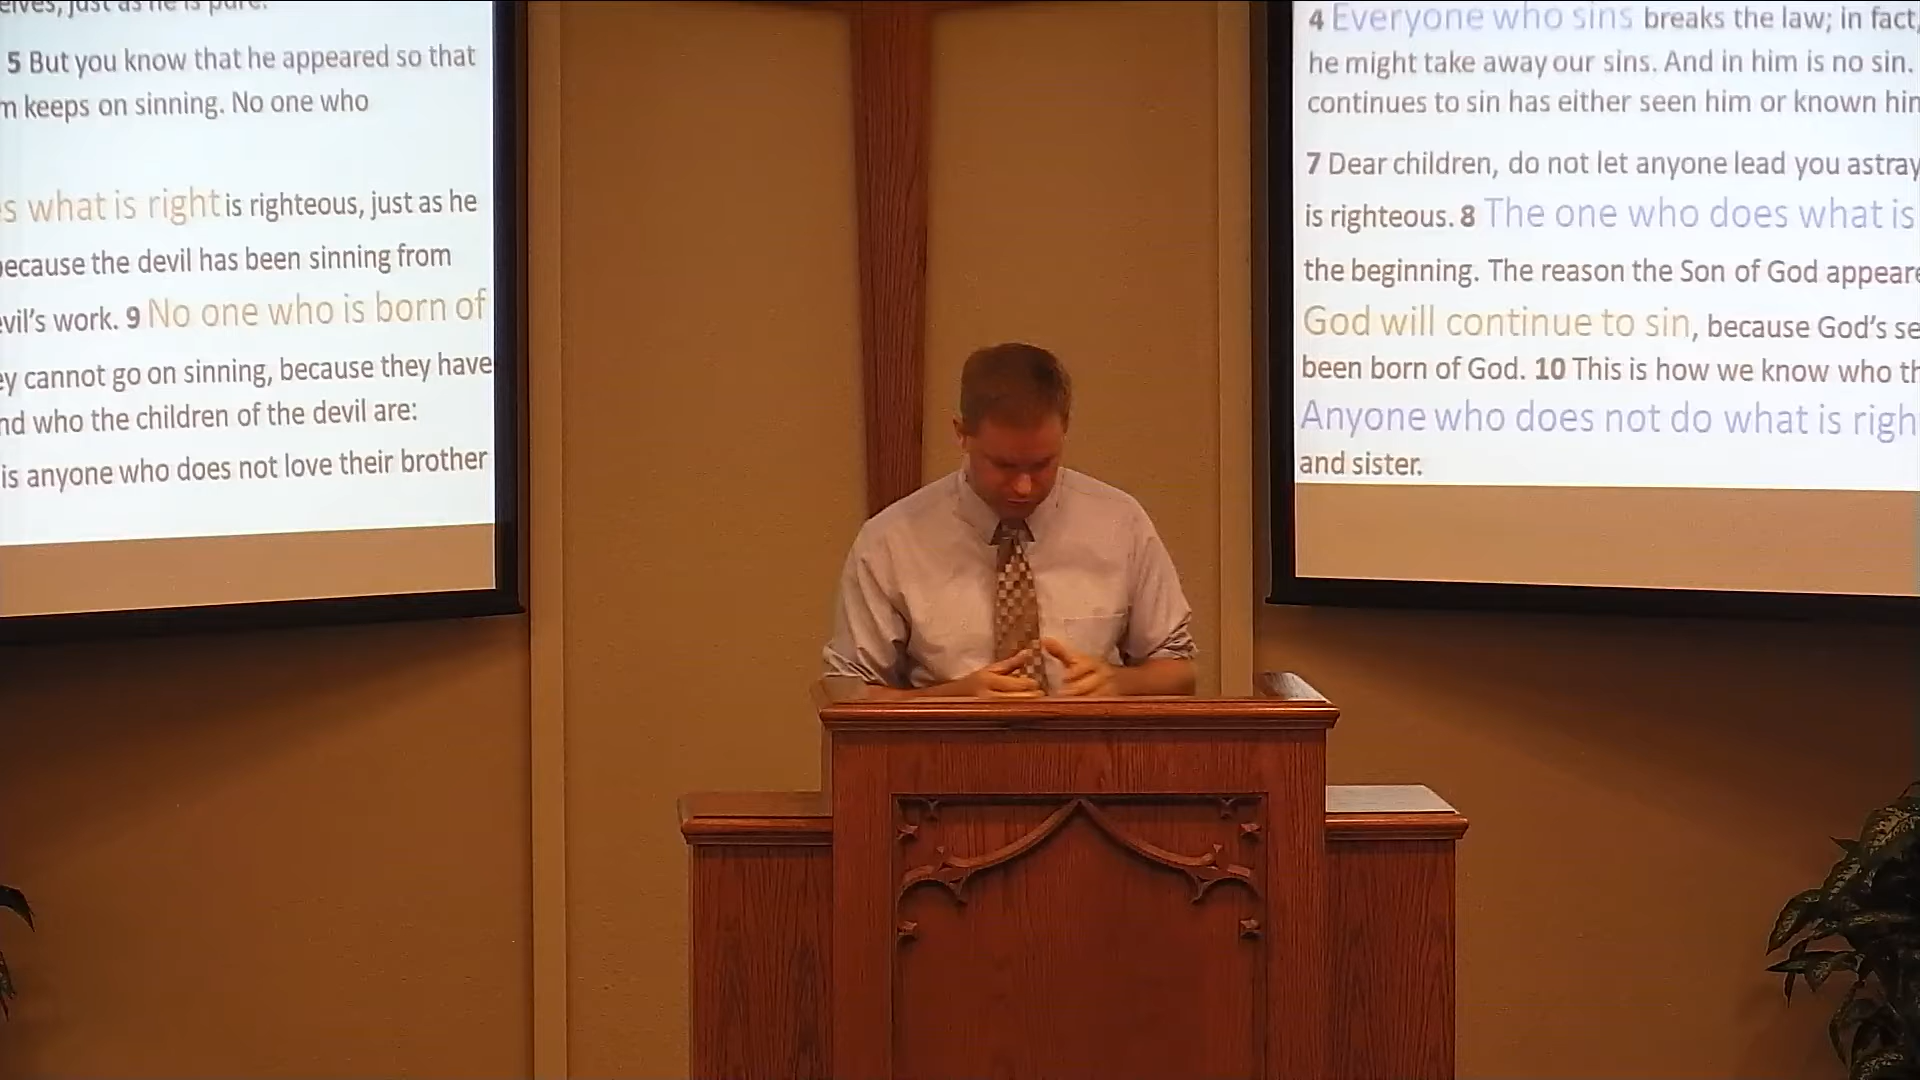 elves, just as he is pure.
5 But you know that he appeared so that
keeps on sinning. No one who
what is right is righteous, just as he
because the devil has been sinning from
work. 9 No one who is born of
cannot go on sinning, because they have
who the children of the devil are:
is anyone who does not love their brother
4 Everyone who sins breaks the law; in fact,
he might take away our sins. And in him is no sin.
continues to sin has either seen him or known
7 Dear children, do not let anyone lead you astray
is righteous. 8 The one who does what is
the beginning. The reason the Son of God
God will continue to sin, because God's
been born of God. 10 This is how we know who
Anyone who does not do what is
and sister.